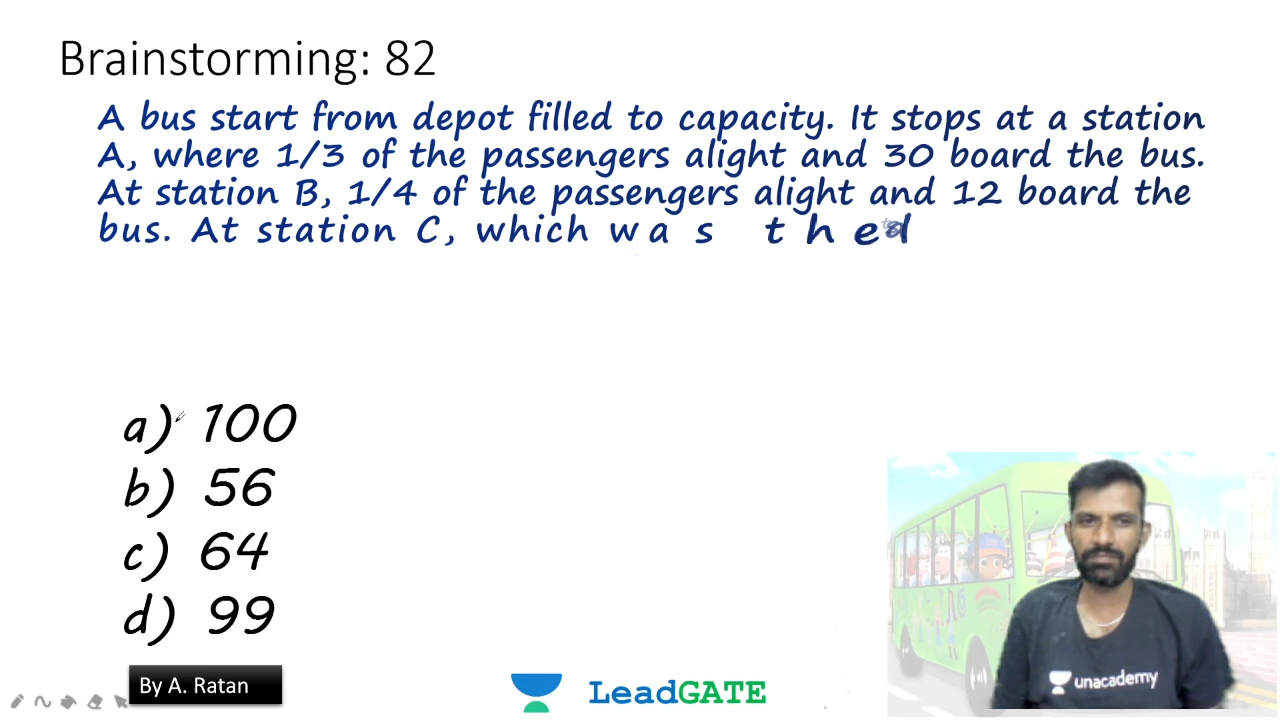 Brainstorming: 82
A bus start from depot filled to capacity. It stops at a station
A, where 1/3 of the passengers alight and 30 board the bus.
At station B, 1/4 of the passengers alight and 12 board the
bus. At station C, which was the
a) 100
b) 56
c) 64
d) 99
By A. Ratan
LeadGATE
unacademy